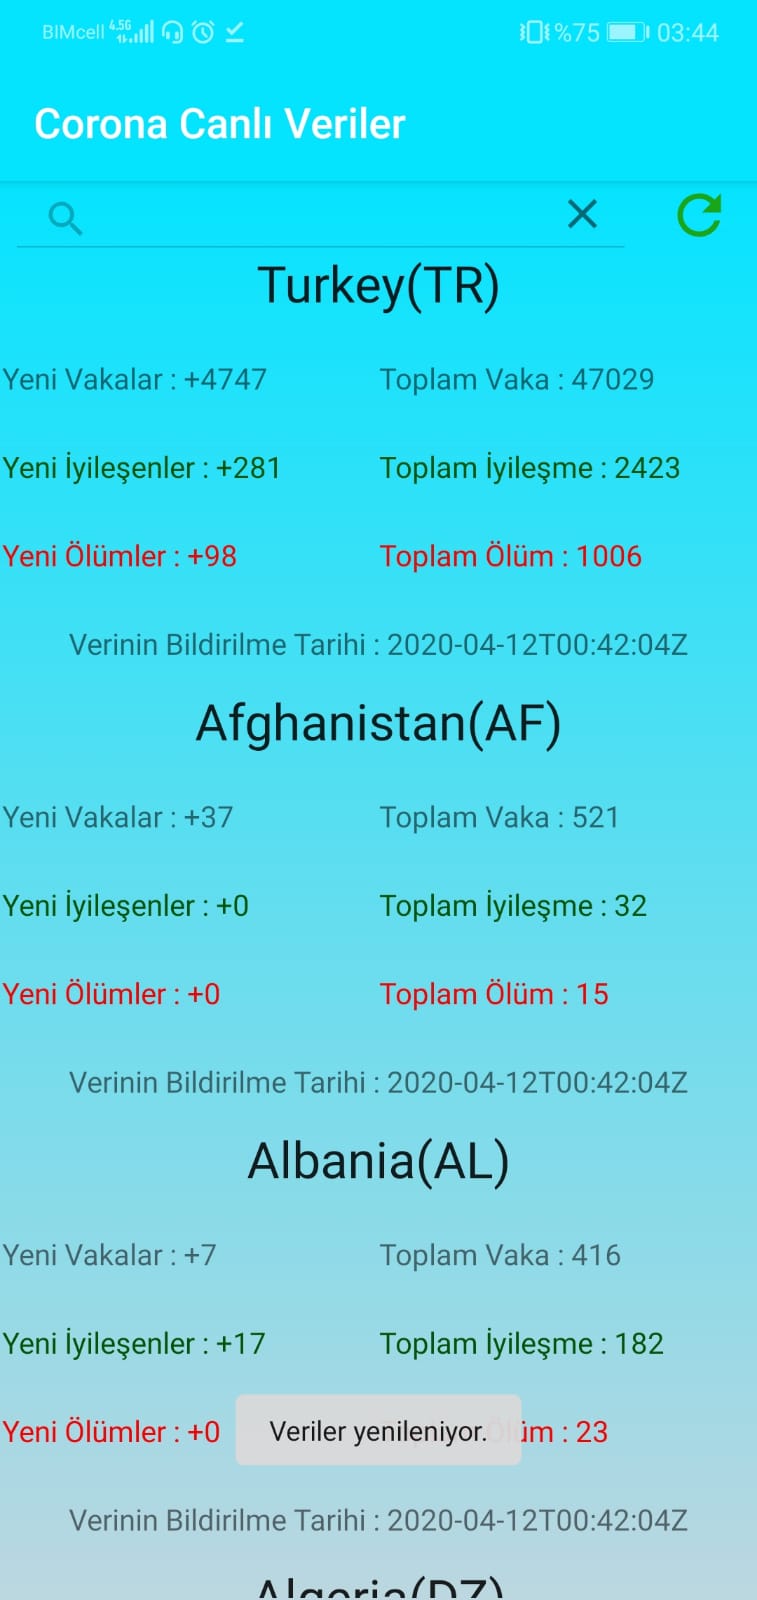 BIMcell 4.5G %75 03:44
Corona Canlı Veriler
Turkey(TR)
Yeni Vakalar : +4747 Toplam Vaka : 47029
Yeni İyileşenler : +281 Toplam İyileşme : 2423
Yeni Ölümler : +98 Toplam Ölüm : 1006
Verinin Bildirilme Tarihi : 2020-04-12T00:42:04Z
Afghanistan(AF)
Yeni Vakalar : +37 Toplam Vaka : 521
Yeni İyileşenler : +0 Toplam İyileşme : 32
Yeni Ölümler : +0 Toplam Ölüm : 15
Verinin Bildirilme Tarihi : 2020-04-12T00:42:04Z
Albania(AL)
Yeni Vakalar : +7 Toplam Vaka : 416
Yeni İyileşenler : +17 Toplam İyileşme : 182
Yeni Ölümler : +0 Toplam Ölüm : 23
Veriler yenileniyor.
Verinin Bildirilme Tarihi : 2020-04-12T00:42:04Z
Algeria(DZ)